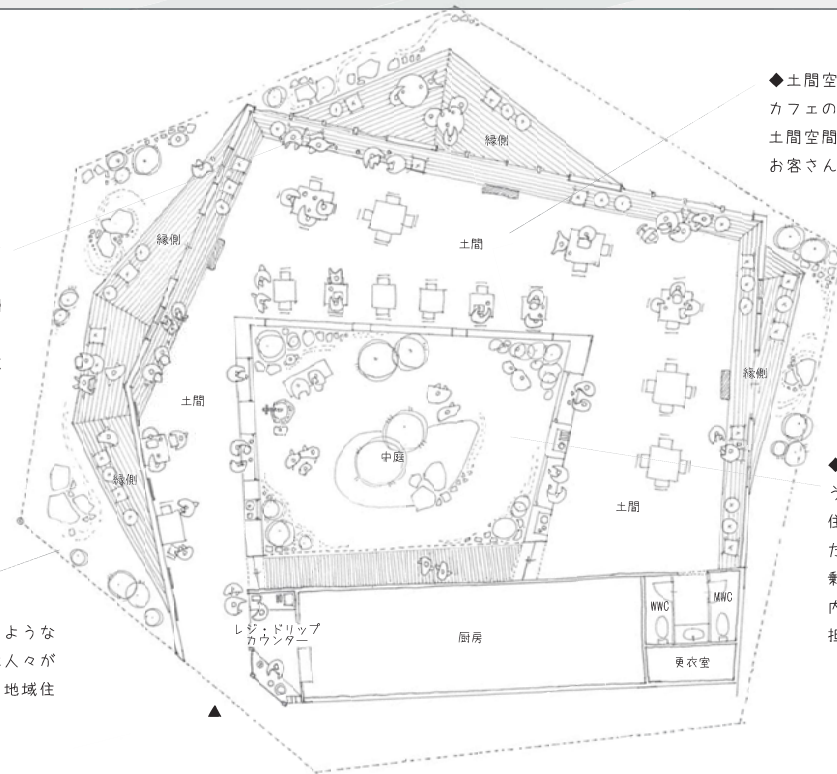 ◆土間空
カフェの
土間空間
お客さん
縁側
縁側
土間
縁側
土間
中庭
◆
縁側
土間
住
内
ような
人々が
地域住
レジ・ドリップ
カウンター
厨房
WWC
MWC
更衣室
▲